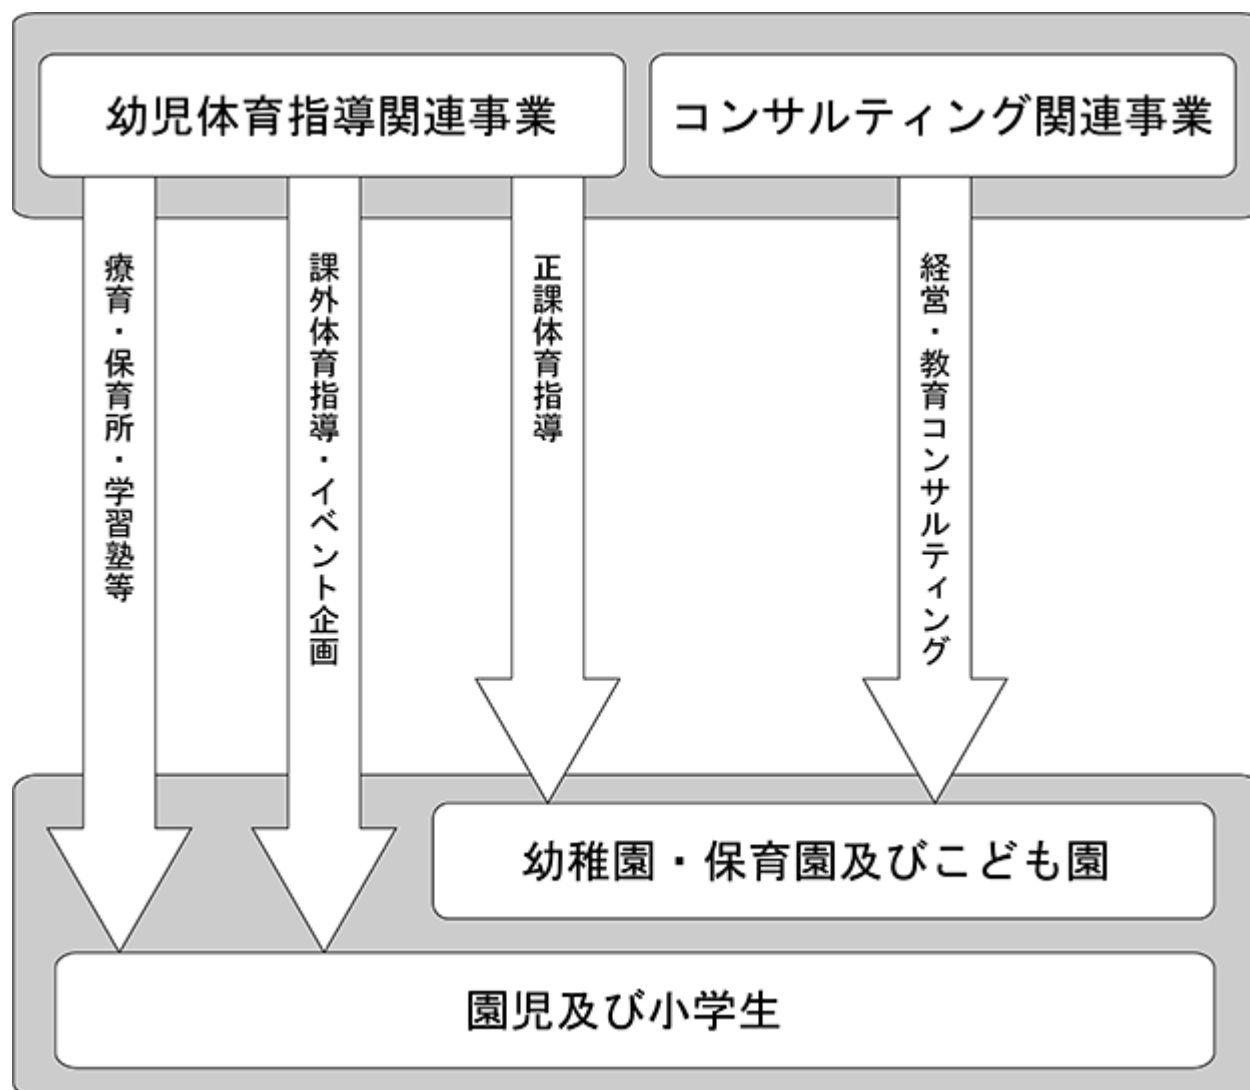 幼児体育指導関連事業
コンサルティング関連事業
療育・保育所・学習塾等
課外体育指導・イベント企画
正課体育指導
経営・教育コンサルティング
幼稚園・保育園及びこども園
園児及び小学生